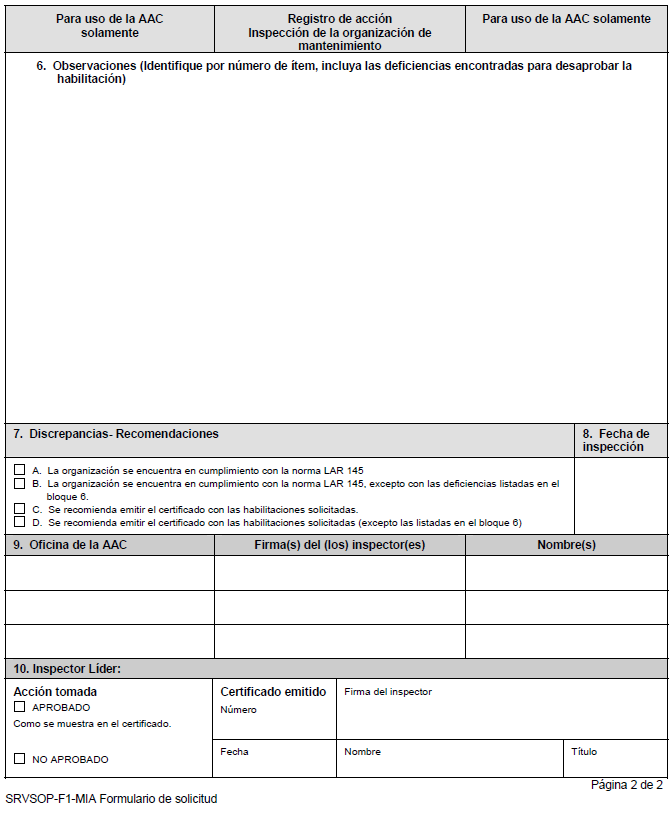 Para uso de la AAC
solamente
Registro de acción
Inspección de la organización de
mantenimiento
Para uso de la AAC solamente
6. Observaciones (Identifique por número de ítem, incluya las deficiencias encontradas para desaprobar la
habilitación)
7. Discrepancias- Recomendaciones
8. Fecha de
inspección
A. La organización se encuentra en cumplimiento con la norma LAR 145
B. La organización se encuentra en cumplimiento con la norma LAR 145, excepto con las deficiencias listadas en el
bloque 6.
C. Se recomienda emitir el certificado con las habilitaciones solicitadas.
D. Se recomienda emitir el certificado con las habilitaciones solicitadas (excepto las listadas en el bloque 6)
9. Oficina de la AAC
Firma(s) del (los) inspector(es)
Nombre(s)
10. Inspector Líder:
Acción tomada
APROBADO
Como se muestra en el certificado.
NO APROBADO
Certificado emitido
Número
Firma del inspector
Fecha
Nombre
Título
Página 2 de 2
SRVSOP-F1-MIA Formulario de solicitud